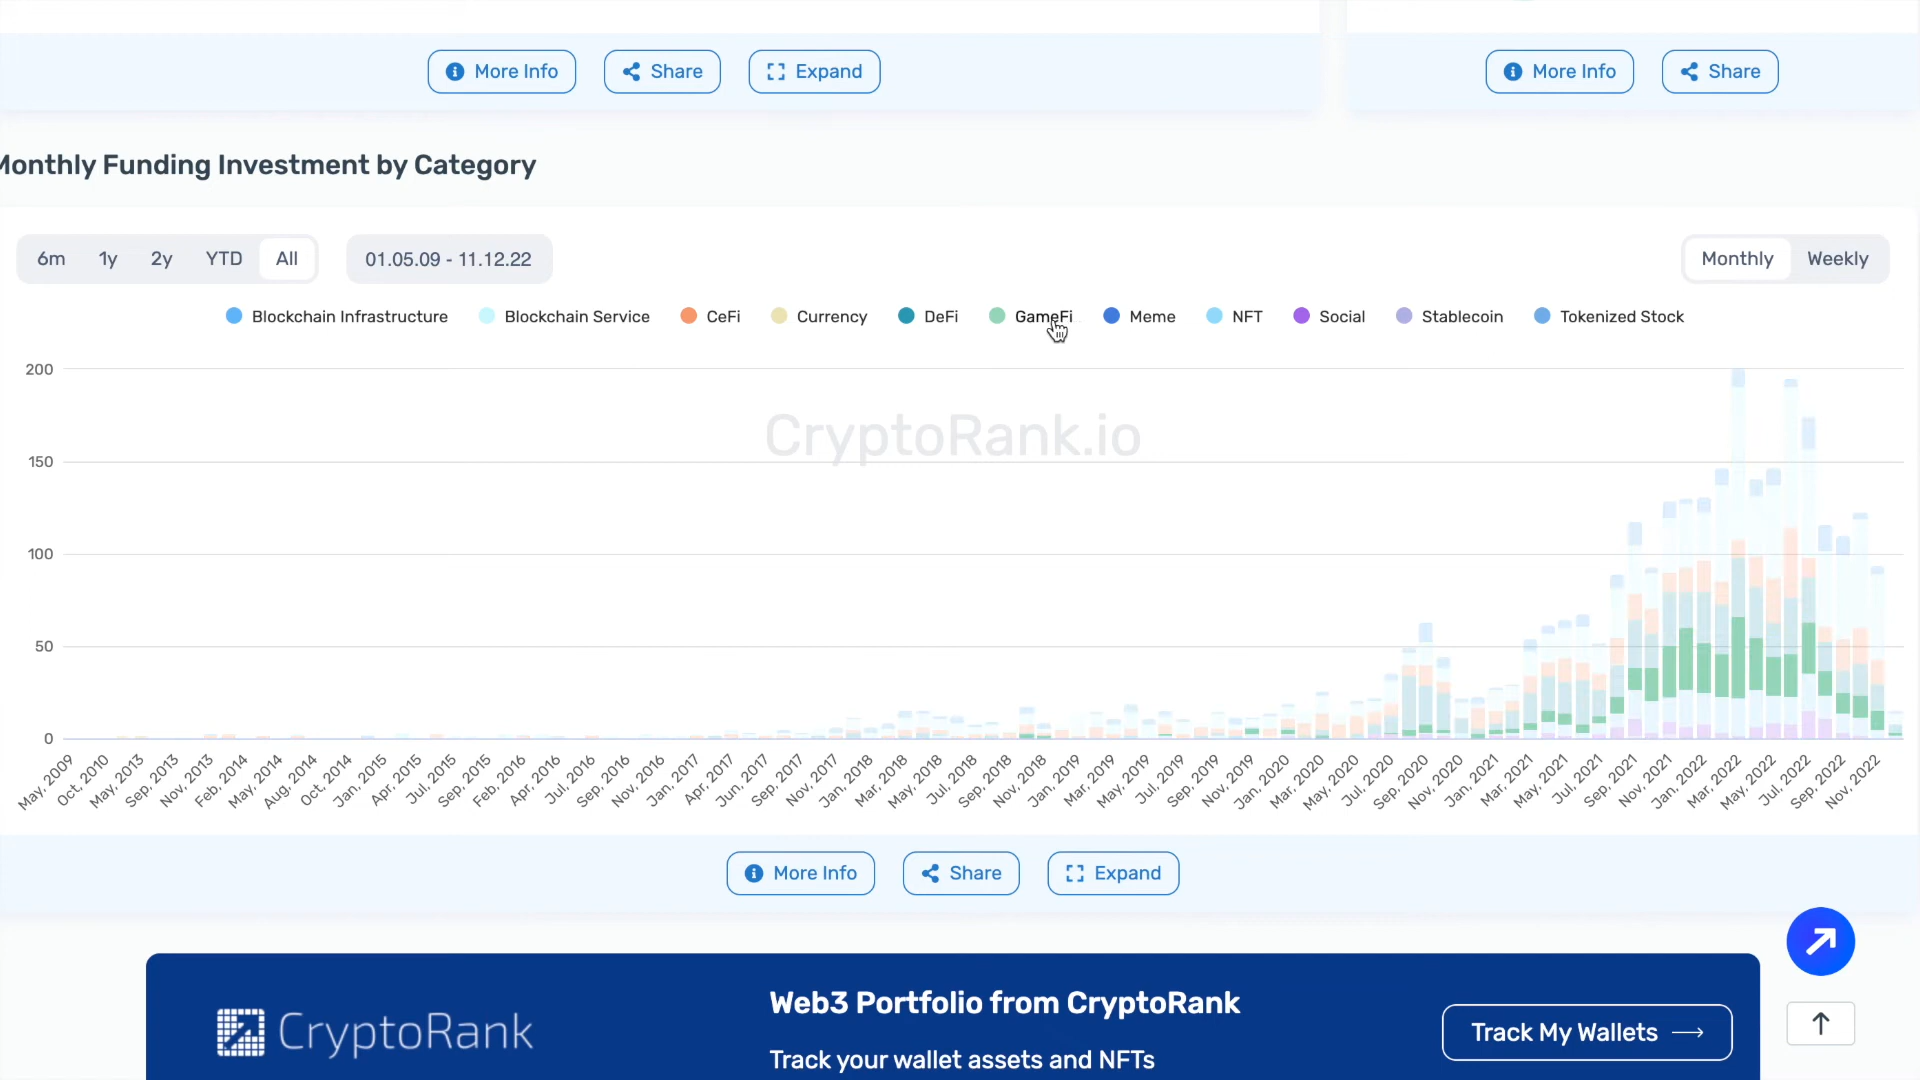 More Info Share Expand More Info Share
Monthly Funding Investment by Category
6m 1y 2y YTD All 01.05.09 - 11.12.22 Monthly Weekly
Blockchain Infrastructure Blockchain Service CeFi Currency DeFi GameFi Meme NFT Social Stablecoin Tokenized Stock
CryptoRank.io
200
150
100
50
0
May, 2009 Oct, 2010 May, 2013 Sep, 2013 Nov, 2013 Feb, 2014 May, 2014 Aug, 2014 Oct, 2014 Jan, 2015 Apr, 2015 Jul, 2015 Sep, 2015 Feb, 2016 Apr, 2016 Jul, 2016 Sep, 2016 Nov, 2016 Jan, 2017 Apr, 2017 Jun, 2017 Sep, 2017 Nov, 2017 Jan, 2018 Mar, 2018 May, 2018 Jul, 2018 Sep, 2018 Nov, 2018 Jan, 2019 Mar, 2019 May, 2019 Jul, 2019 Sep, 2019 Nov, 2019 Jan, 2020 Mar, 2020 May, 2020 Jul, 2020 Sep, 2020 Nov, 2020 Jan, 2021 Mar, 2021 May, 2021 Jul, 2021 Sep, 2021 Nov, 2021 Jan, 2022 Mar, 2022 May, 2022 Jul, 2022 Sep, 2022 Nov, 2022
More Info Share Expand
CryptoRank
Web3 Portfolio from CryptoRank
Track your wallet assets and NFTs
Track My Wallets